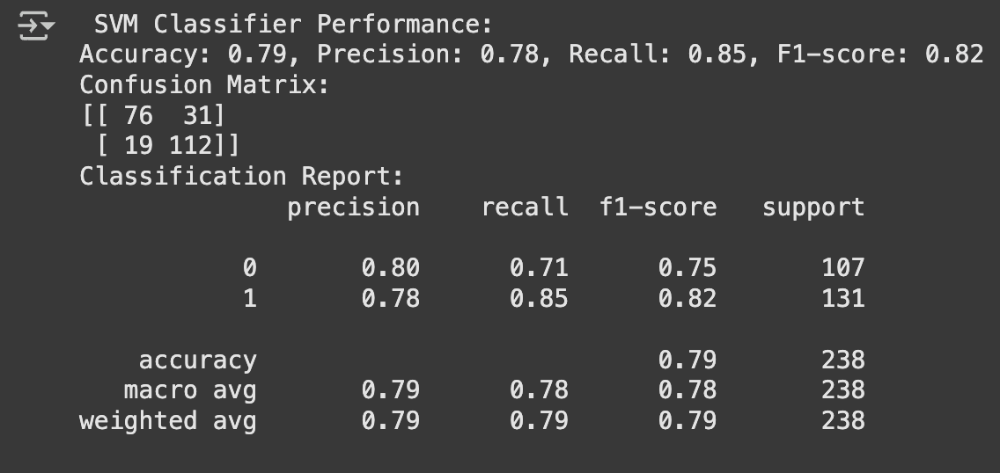 SVM Classifier Performance:
Accuracy: 0.79, Precision: 0.78, Recall: 0.85, F1-score: 0.82
Confusion Matrix:
[[ 76  31]
 [ 19 112]]
Classification Report:
              precision    recall  f1-score   support

           0       0.80      0.71      0.75       107
           1       0.78      0.85      0.82       131

    accuracy                           0.79       238
   macro avg       0.79      0.78      0.78       238
weighted avg       0.79      0.79      0.79       238